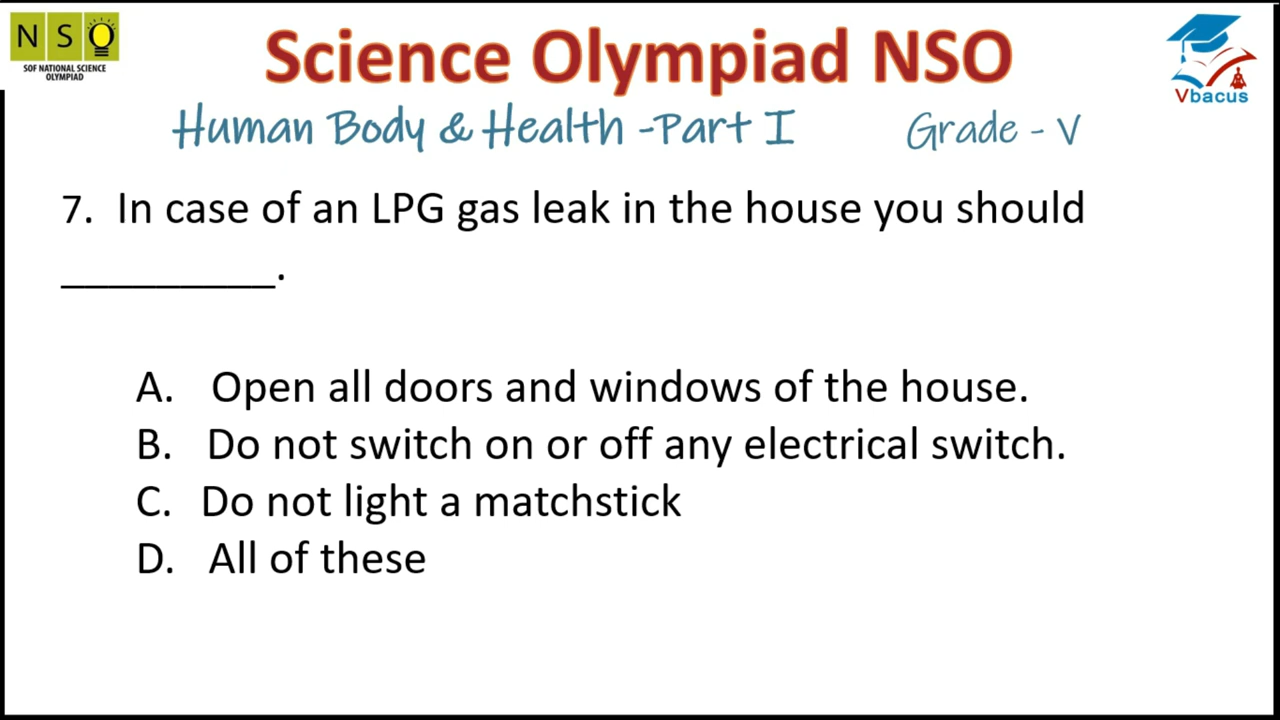 NSO
SOF NATIONAL SCIENCE
OLYMPIAD
Science Olympiad NSO
Vbacus
Human Body & Health -Part I Grade - V
7. In case of an LPG gas leak in the house you should
_________.
A. Open all doors and windows of the house.
B. Do not switch on or off any electrical switch.
C. Do not light a matchstick
D. All of these